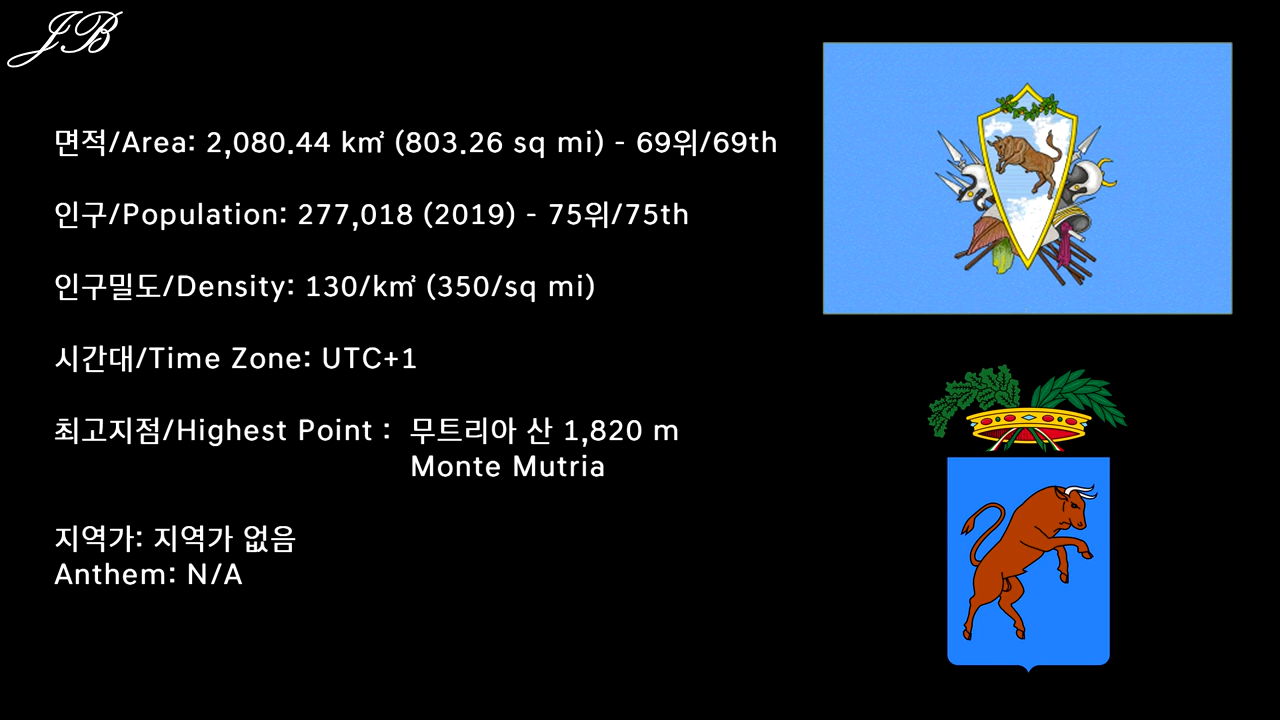 JB
면적/Area: 2,080.44 km² (803.26 sq mi) - 69위/69th
인구/Population: 277,018 (2019) - 75위/75th
인구밀도/Density: 130/km² (350/sq mi)
시간대/Time Zone: UTC+1
최고지점/Highest Point : 무트리아 산 1,820 m
Monte Mutria
지역가: 지역가 없음
Anthem: N/A